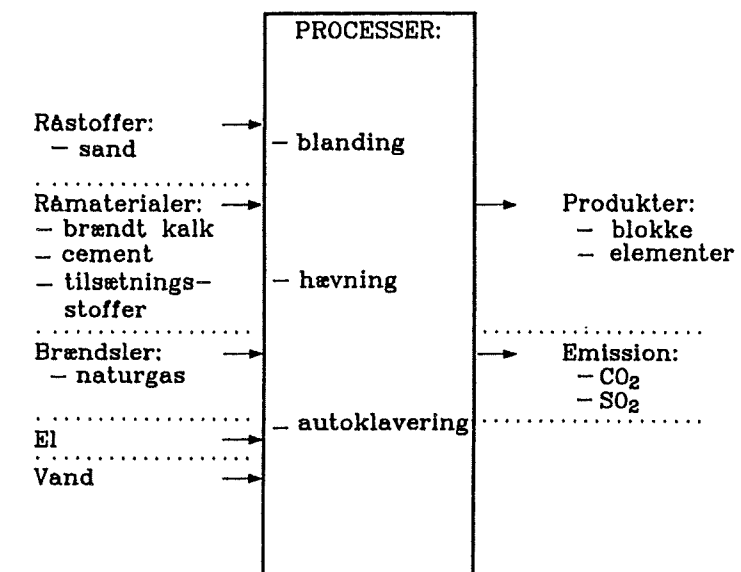 PROCESSER:
Råstoffer:
— sand
— blanding
Råmaterialer:
— brændt kalk
— cement
— tilsætnings—
stoffer
— hævning
Produkter:
— blokke
— elementer
Brændsler:
— naturgas
Emission:
— CO₂
— SO₂
— autoklavering
El
Vand